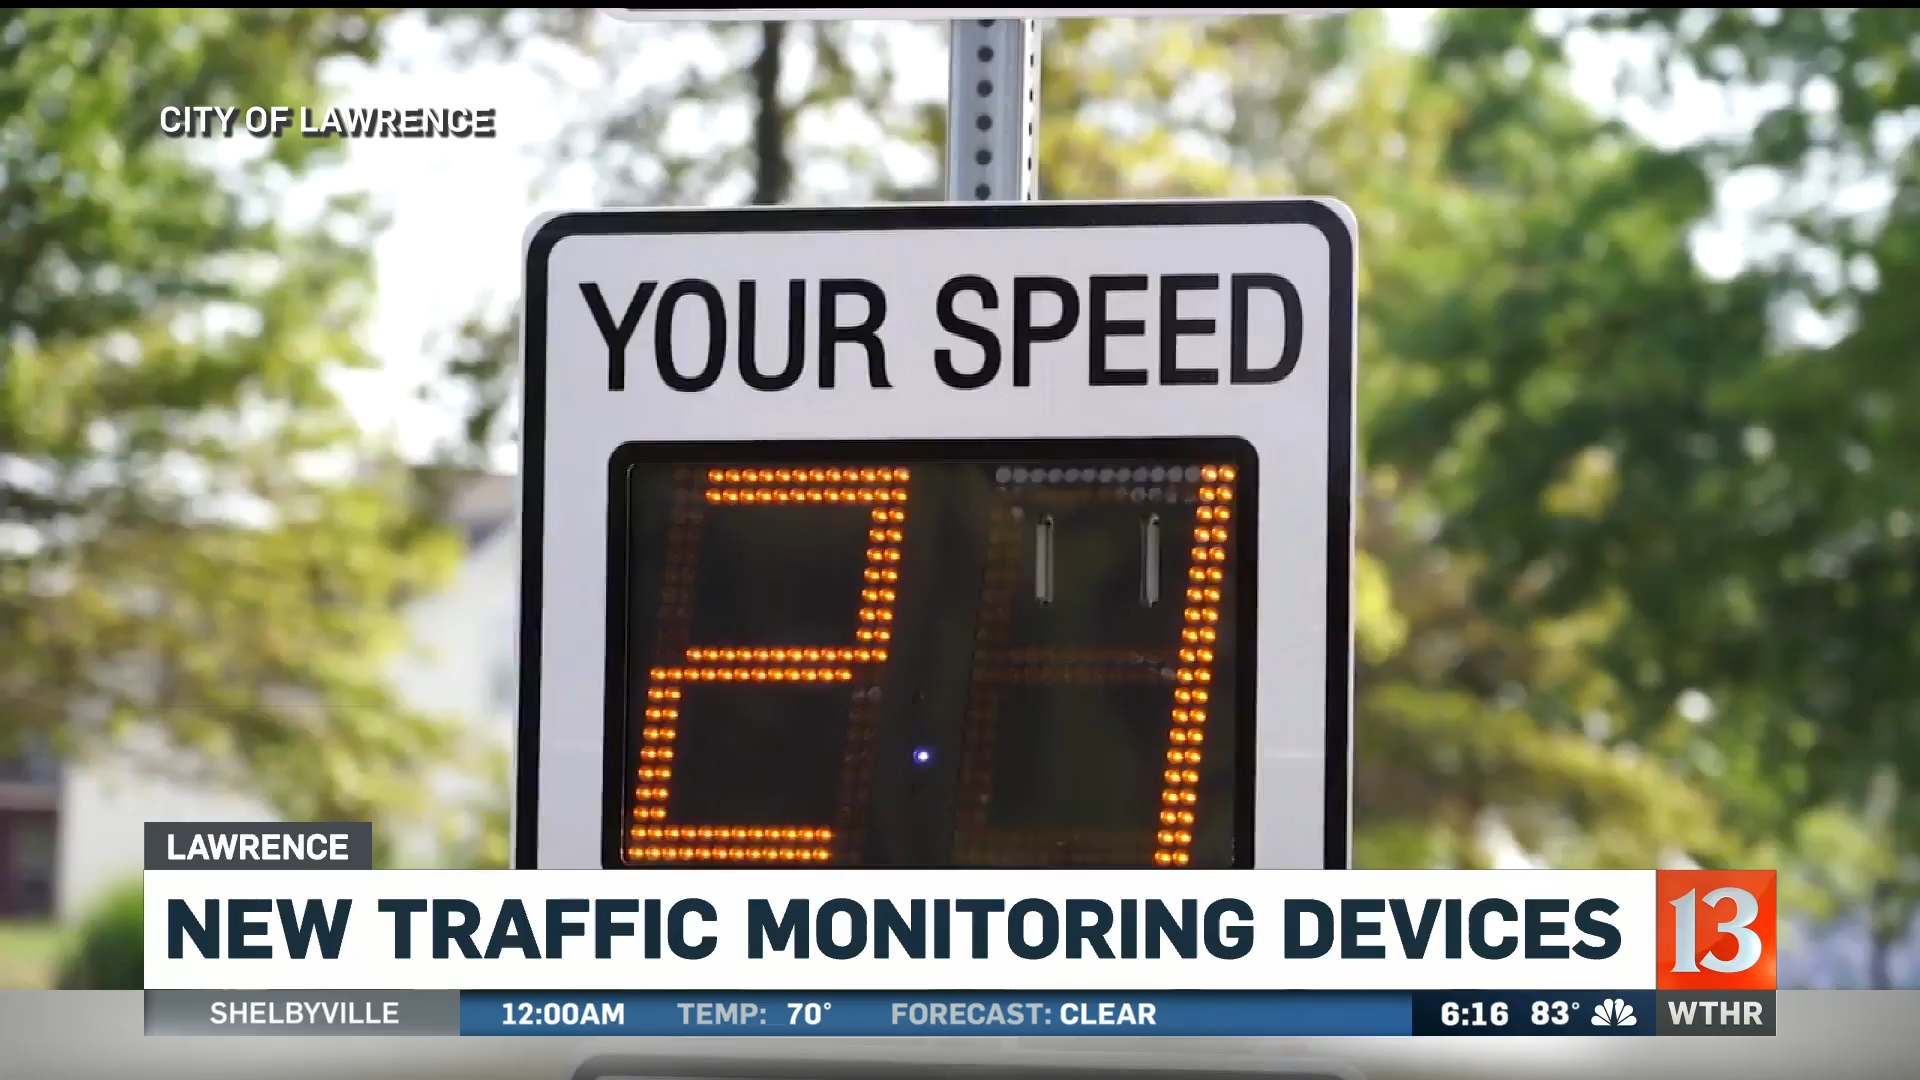 CITY OF LAWRENCE
YOUR SPEED
LAWRENCE
NEW TRAFFIC MONITORING DEVICES
13
SHELBYVILLE 12:00AM TEMP: 70° FORECAST: CLEAR 6:16 83° WTHR